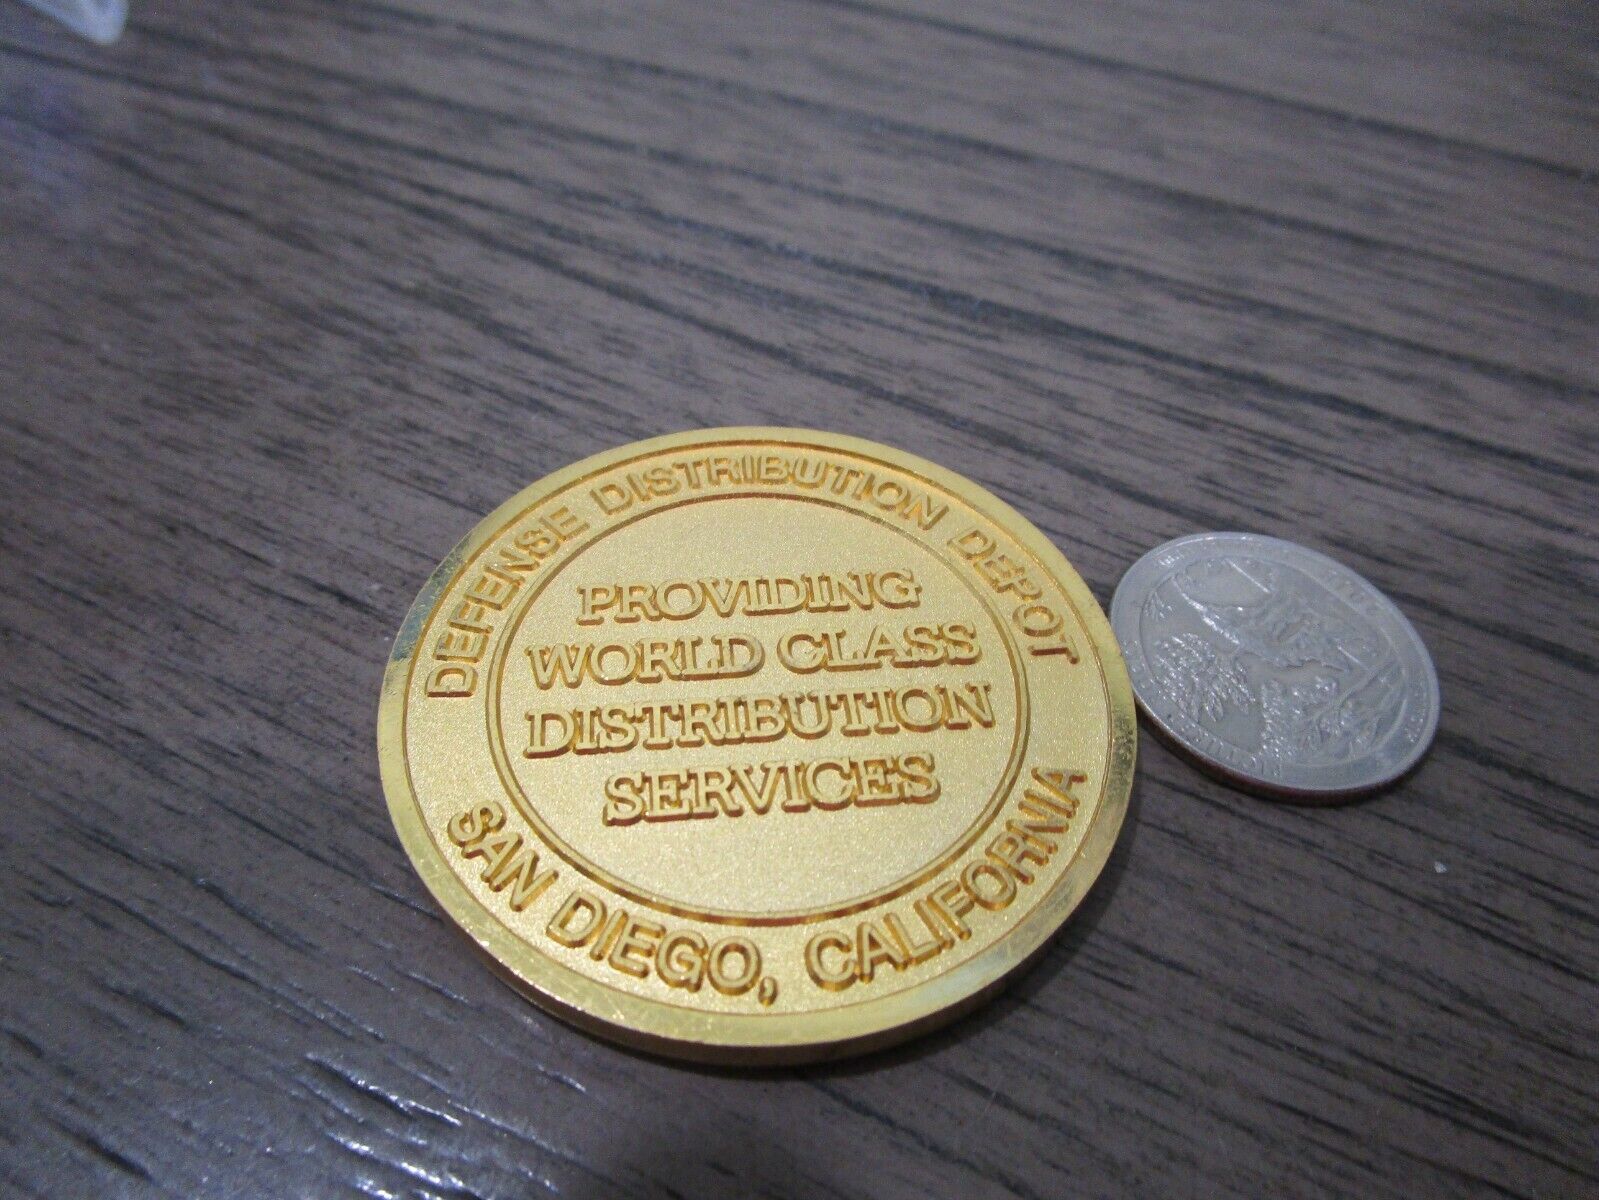 DEFENSE DISTRIBUTION DEPOT
PROVIDING
WORLD CLASS
DISTRIBUTION
SERVICES
SAN DIEGO, CALIFORNIA